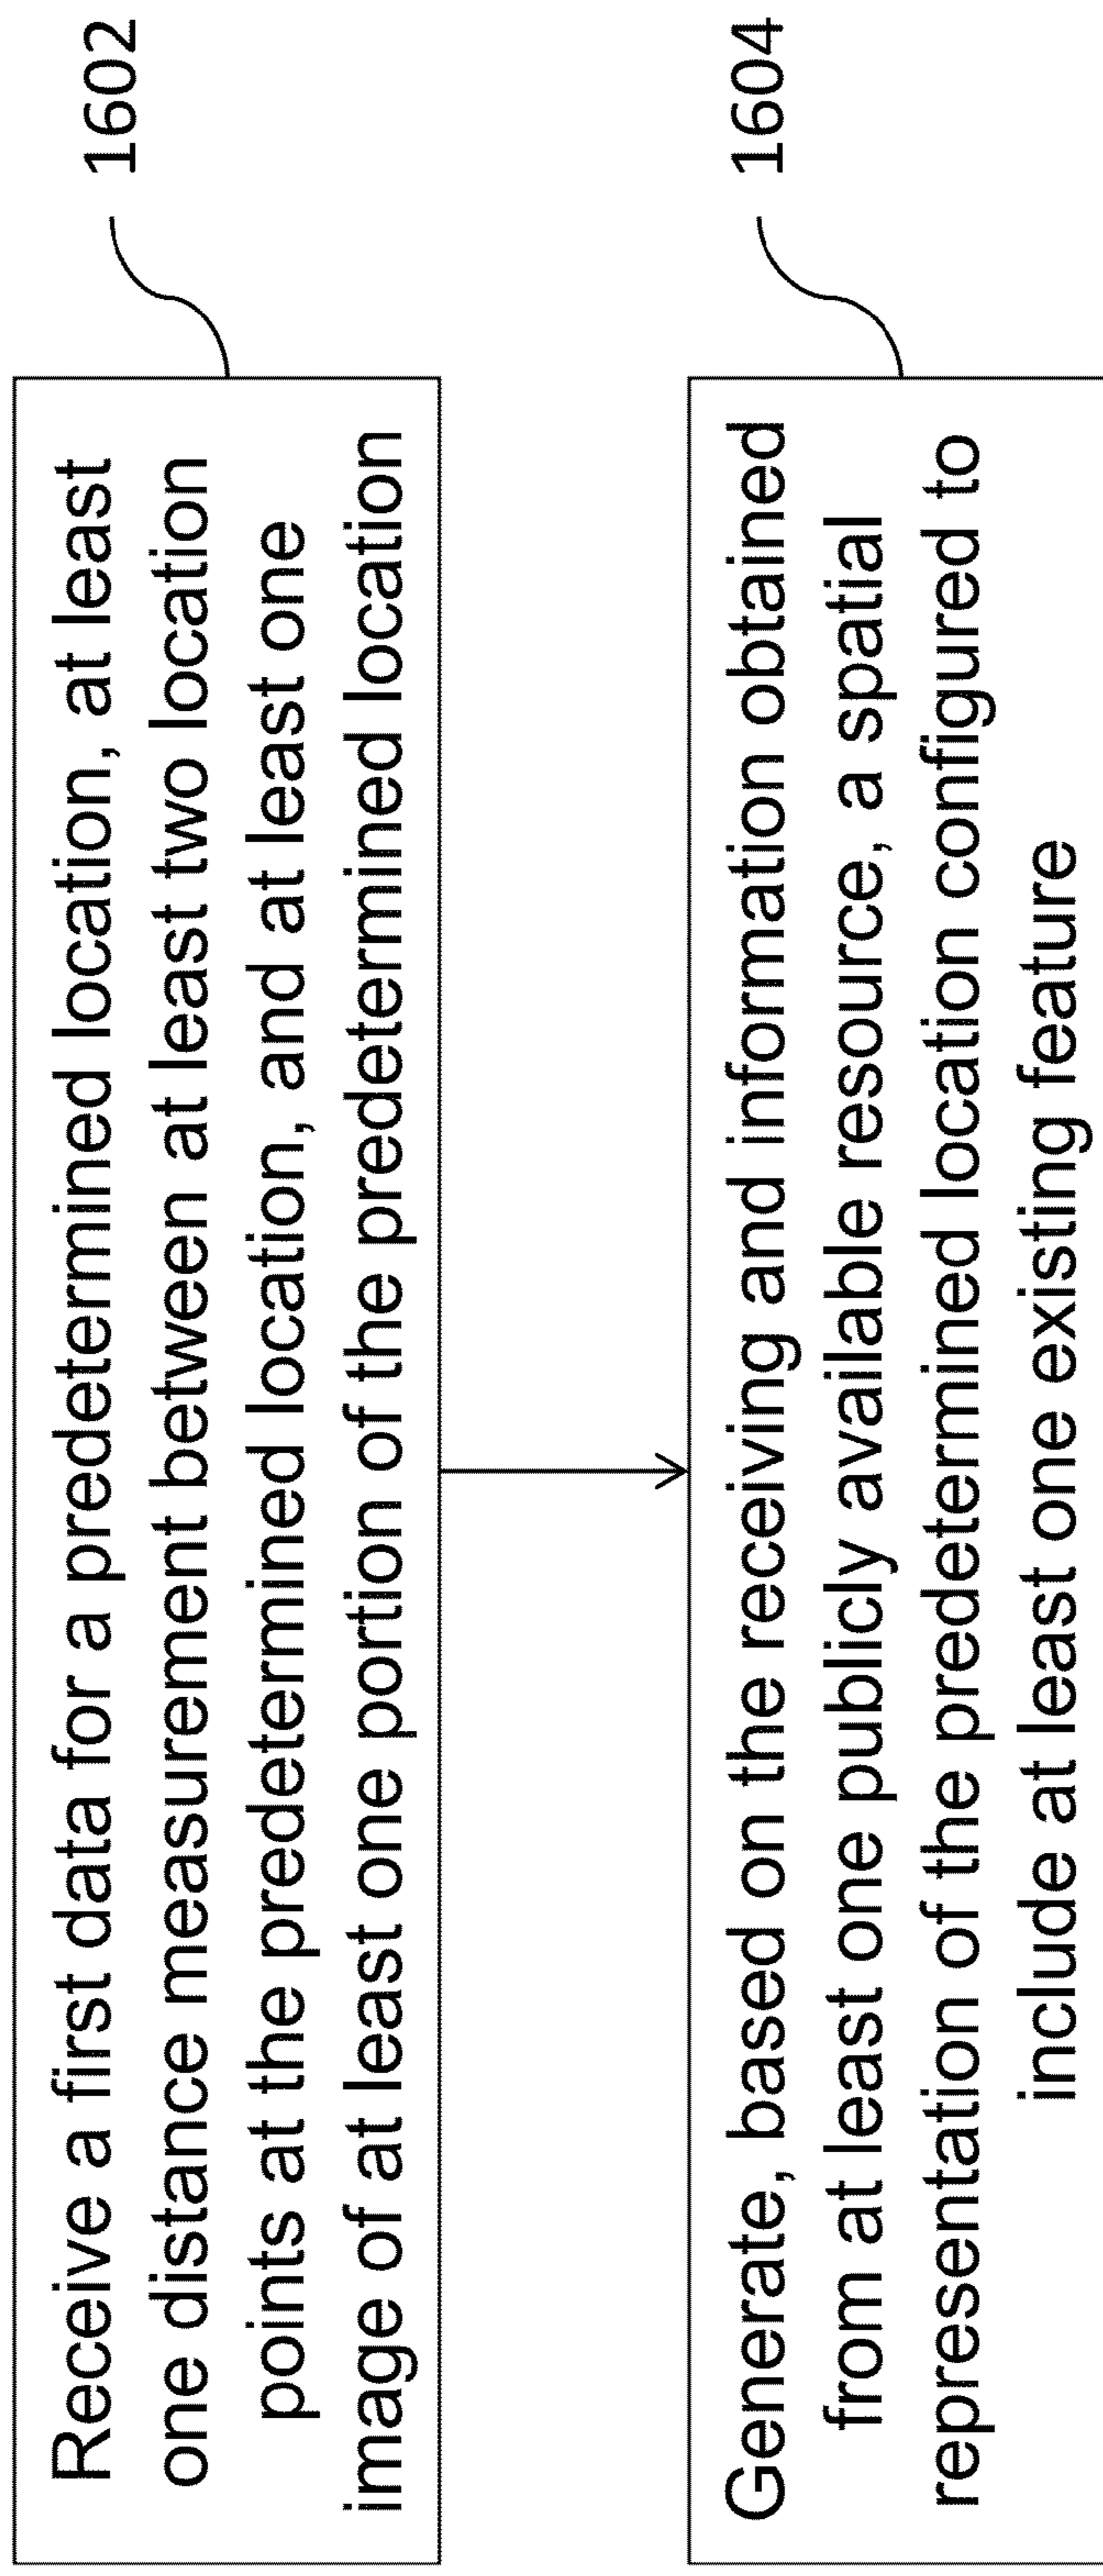 Receive a first data for a predetermined location, at least
one distance measurement between at least two location
points at the predetermined location, and at least one
image of at least one portion of the predetermined location
1602
Generate, based on the receiving and information obtained
from at least one publicly available resource, a spatial
representation of the predetermined location configured to
include at least one existing feature
1604